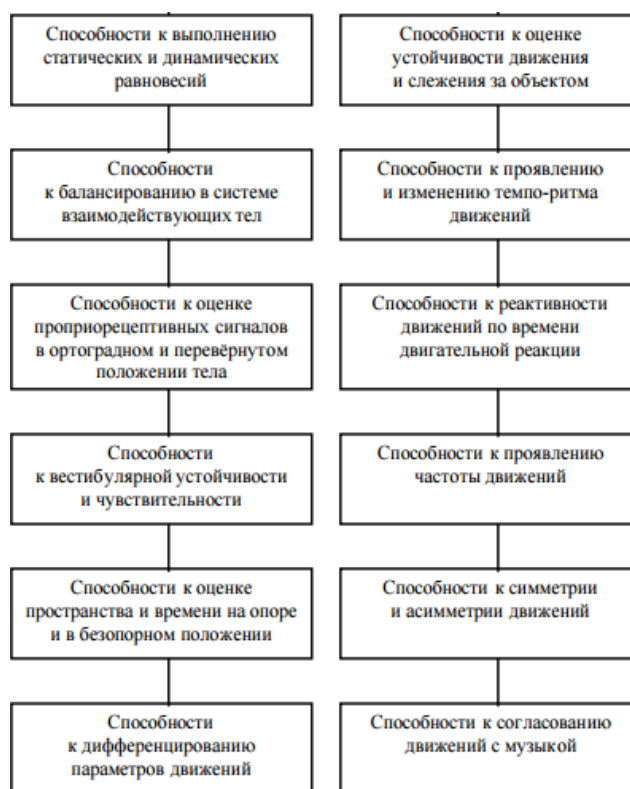 Способности к выполнению
статических и динамических
равновесий
Способности
к балансированию в системе
взаимодействующих тел
Способности к оценке
проприорецептивных сигналов
в ортоградном и перевёрнутом
положении тела
Способности
к вестибулярной устойчивости
и чувствительности
Способности к оценке
пространства и времени на опоре
и в безопорном положении
Способности
к дифференцированию
параметров движений
Способности к оценке
устойчивости движения
и слежения за объектом
Способности к проявлению
и изменению темпо-ритма
движений
Способности к реактивности
движений по времени
двигательной реакции
Способности к проявлению
частоты движений
Способности к симметрии
и асимметрии движений
Способности к согласованию
движений с музыкой